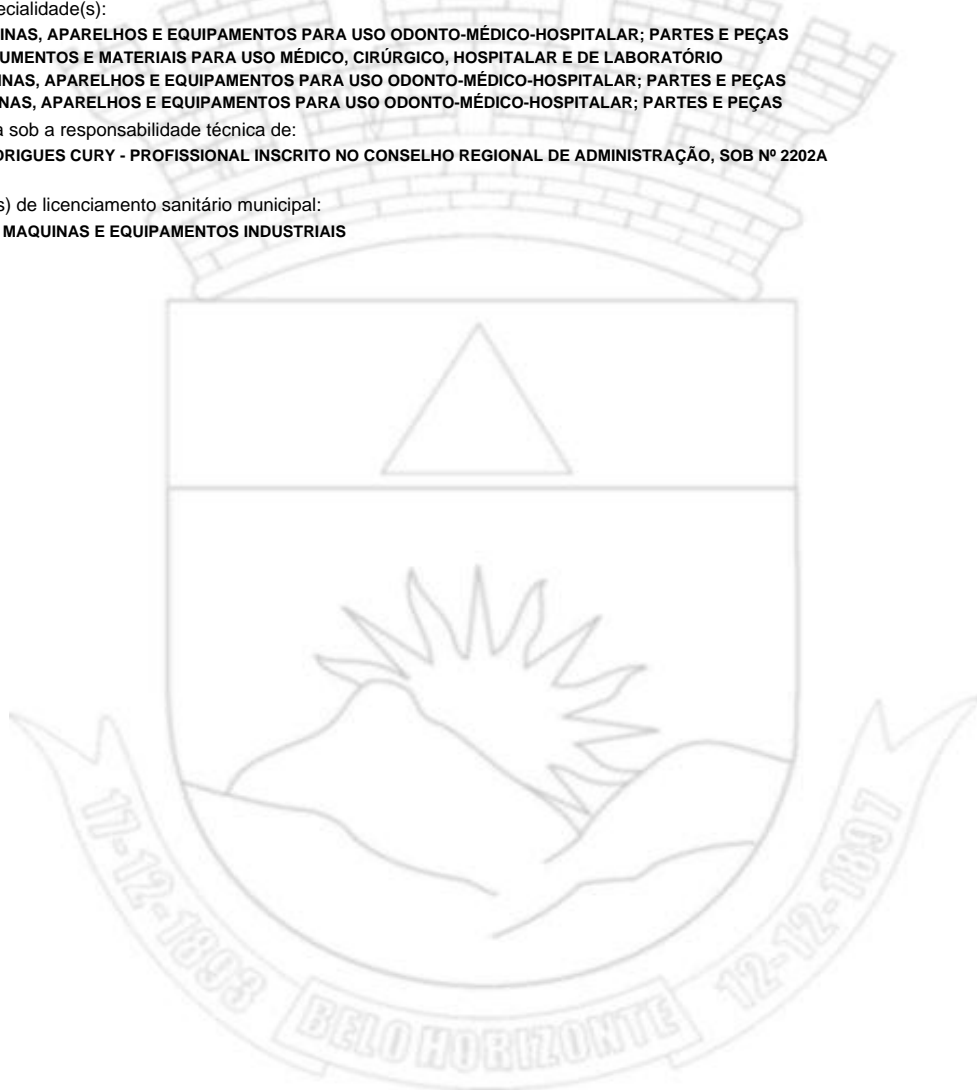 ecialidade(s):
INAS, APARELHOS E EQUIPAMENTOS PARA USO ODONTO-MÉDICO-HOSPITALAR; PARTES E PEÇAS
UMENTOS E MATERIAIS PARA USO MÉDICO, CIRÚRGICO, HOSPITALAR E DE LABORATÓRIO
INAS, APARELHOS E EQUIPAMENTOS PARA USO ODONTO-MÉDICO-HOSPITALAR; PARTES E PEÇAS
NAS, APARELHOS E EQUIPAMENTOS PARA USO ODONTO-MÉDICO-HOSPITALAR; PARTES E PEÇAS
a sob a responsabilidade técnica de:
DRIGUES CURY - PROFISSIONAL INSCRITO NO CONSELHO REGIONAL DE ADMINISTRAÇÃO, SOB Nº 2202A
s) de licenciamento sanitário municipal:
MAQUINAS E EQUIPAMENTOS INDUSTRIAIS
17-12-1893
BELO HORIZONTE
12-12-1897